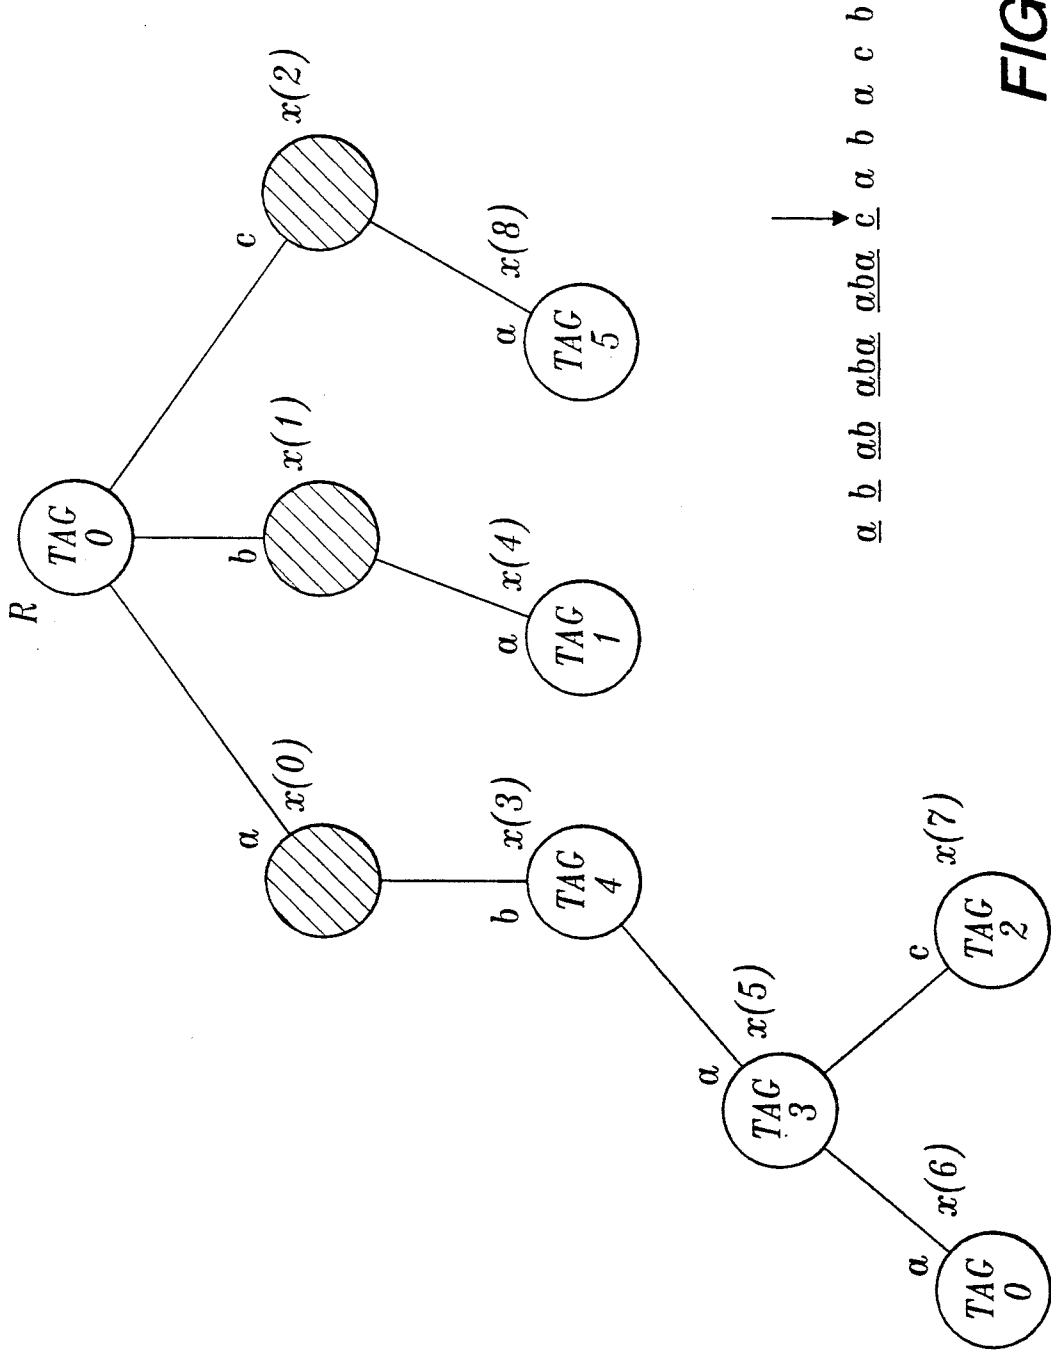 R
TAG
0
a
x(0)
b
x(1)
c
x(2)
b
x(3)
TAG
4
a
x(4)
TAG
1
a
x(8)
TAG
5
a
x(5)
TAG
3
a
x(6)
TAG
0
c
x(7)
TAG
2
a b ab aba aba c a b a c b
FIG